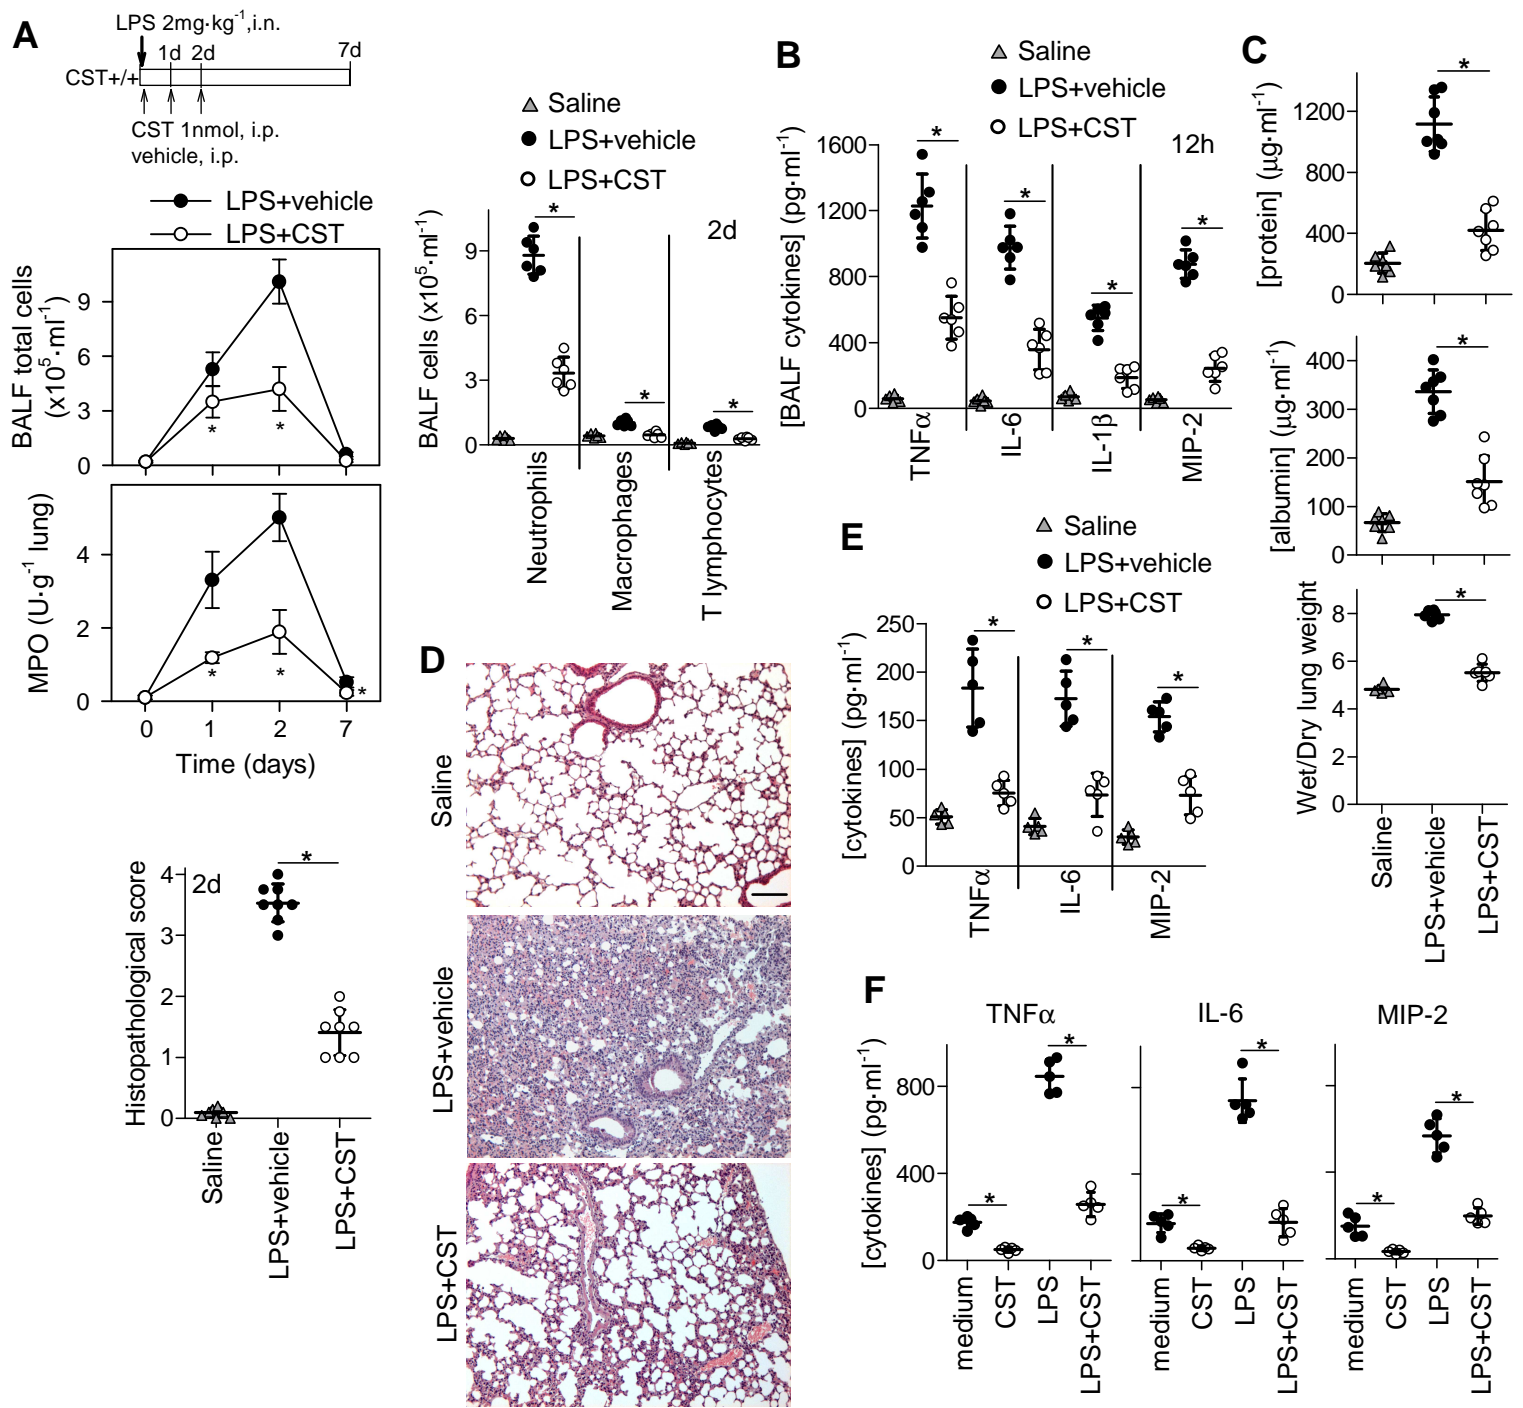 A
LPS 2mg·kg-1,i.n.
1d 2d 7d
CST+/+
CST 1nmol, i.p.
vehicle, i.p.
LPS+vehicle
LPS+CST
BALF total cells
(x10^5·ml^-1)
9
6
3
0
MPO (U·g^-1 lung)
4
2
0
* *
* * *
0 1 2 7
Time (days)
Saline
LPS+vehicle
LPS+CST
BALF cells (x10^5·ml^-1)
9
6
3
0
2d
* * *
Neutrophils
Macrophages
T lymphocytes
Histopathological score
4
3
2
1
0
2d
*
Saline
LPS+vehicle
LPS+CST
B
Saline
LPS+vehicle
LPS+CST
12h
[BALF cytokines] (pg·ml^-1)
1600
1200
800
400
0
* * * *
TNFα
IL-6
IL-1β
MIP-2
C
[protein] (µg·ml^-1)
1200
800
400
0
*
[albumin] (µg·ml^-1)
400
300
200
100
0
*
Wet/Dry lung weight
8
6
4
2
0
*
Saline
LPS+vehicle
LPS+CST
D
Saline
LPS+vehicle
LPS+CST
E
Saline
LPS+vehicle
LPS+CST
[cytokines] (pg·ml^-1)
250
200
150
100
50
0
* * *
TNFα
IL-6
MIP-2
F
TNFα IL-6 MIP-2
[cytokines] (pg·ml^-1)
800
400
0
* * * * * *
medium
CST
LPS
LPS+CST
medium
CST
LPS
LPS+CST
medium
CST
LPS
LPS+CST